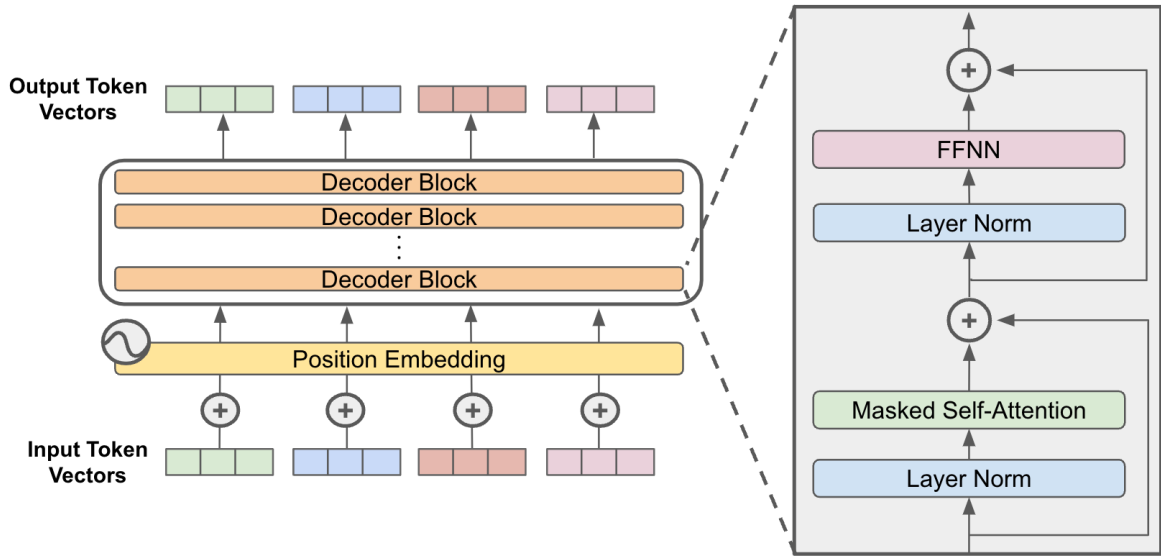 Output Token
Vectors
Decoder Block
Decoder Block
Decoder Block
Position Embedding
Input Token
Vectors
FFNN
Layer Norm
Masked Self-Attention
Layer Norm